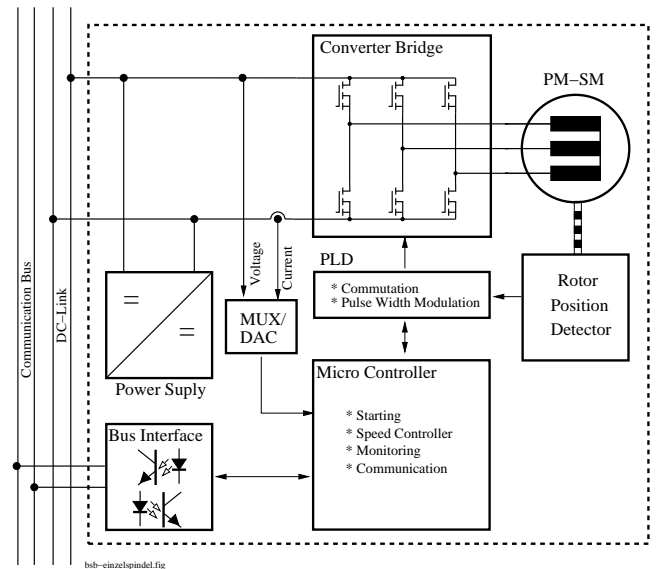 Converter Bridge
PM−SM
Voltage
Current
PLD
* Commutation
* Pulse Width Modulation
Rotor
Position
Detector
Communication Bus
DC−Link
MUX/
DAC
Power Suply
Micro Controller
* Starting
* Speed Controller
* Monitoring
* Communication
Bus Interface
bsb−einzelspindel.fig